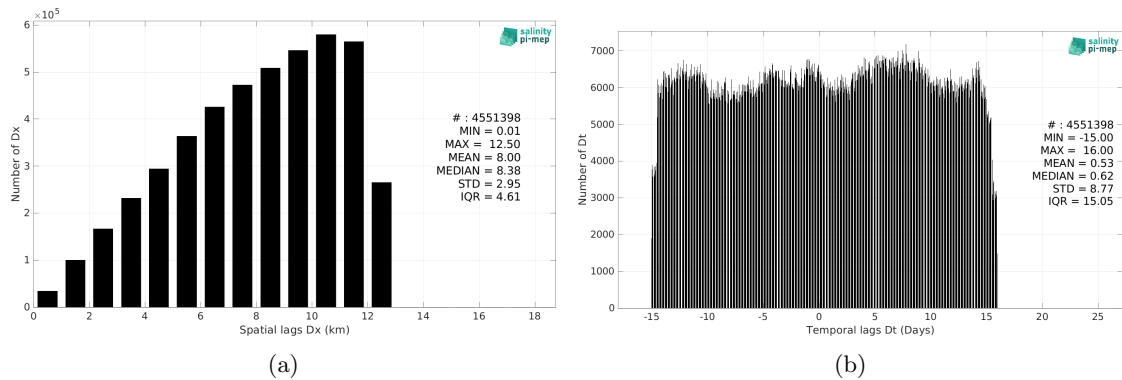 ×10^5
6
5
4
3
2
1
0
0 2 4 6 8 10 12 14 16 18
Number of Dx
Spatial lags Dx (km)
salinity
pi-mep
# : 4551398
MIN = 0.01
MAX = 12.50
MEAN = 8.00
MEDIAN = 8.38
STD = 2.95
IQR = 4.61
(a)
7000
6000
5000
4000
3000
2000
1000
0
-15 -10 -5 0 5 10 15 20 25
Number of Dt
Temporal lags Dt (Days)
salinity
pi-mep
# : 4551398
MIN = -15.00
MAX = 16.00
MEAN = 0.53
MEDIAN = 0.62
STD = 8.77
IQR = 15.05
(b)